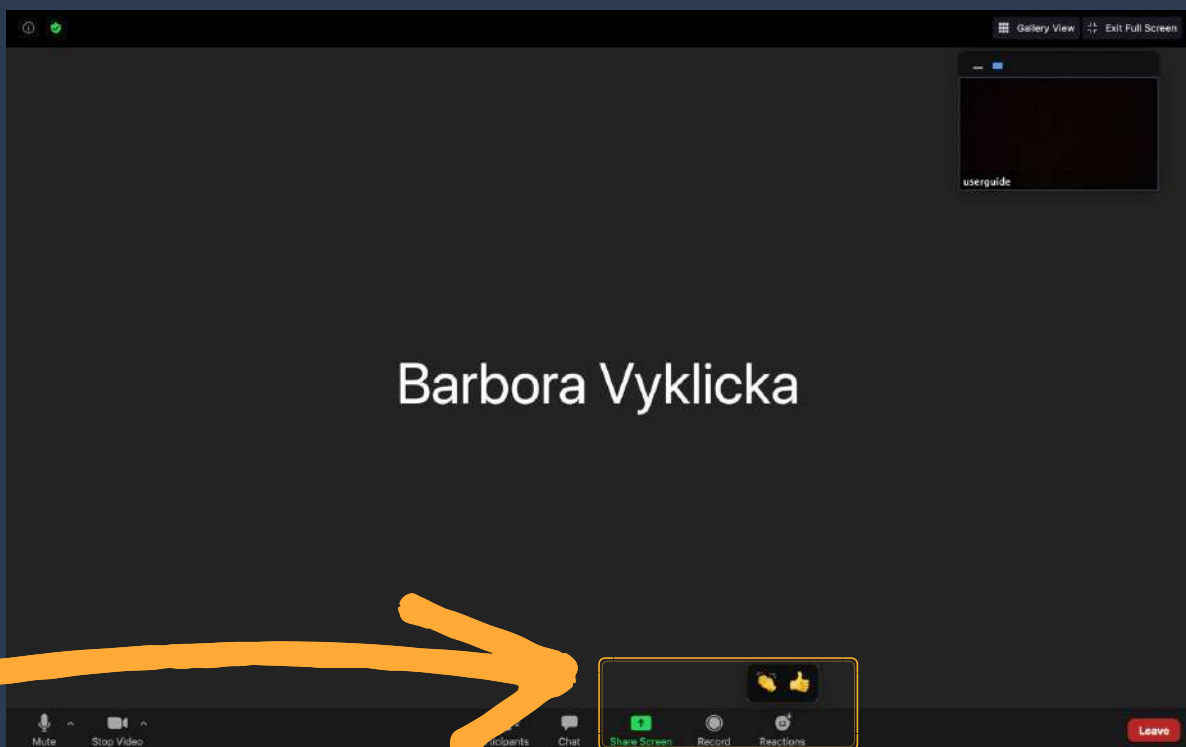 Gallery View Exit Full Screen
userguide
Barbora Vyklicka
Mute Stop Video Chat Share Screen Record Reactions Leave